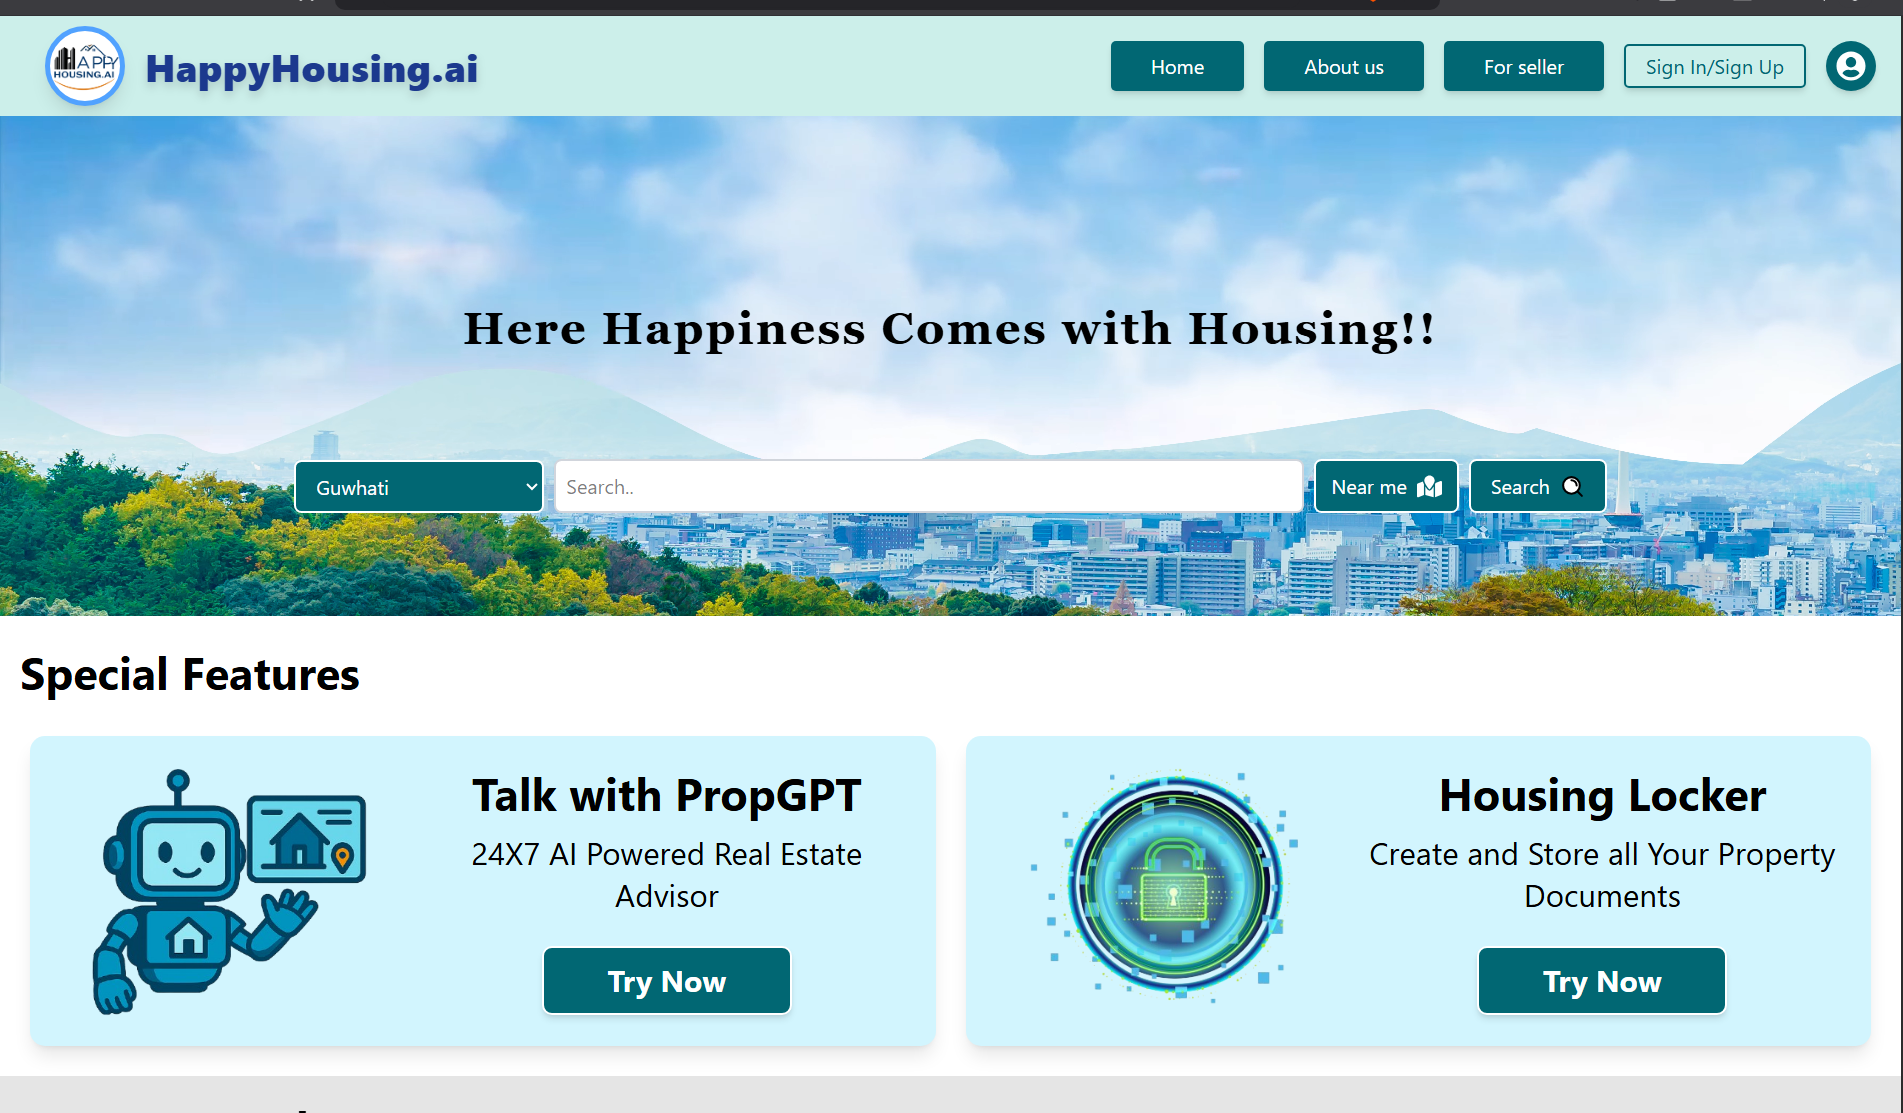 HAPPY
HOUSING.AI
HappyHousing.ai
Home
About us
For seller
Sign In/Sign Up
Here Happiness Comes with Housing!!
Guwhati
Search..
Near me
Search
Special Features
Talk with PropGPT
24X7 AI Powered Real Estate
Advisor
Try Now
Housing Locker
Create and Store all Your Property
Documents
Try Now